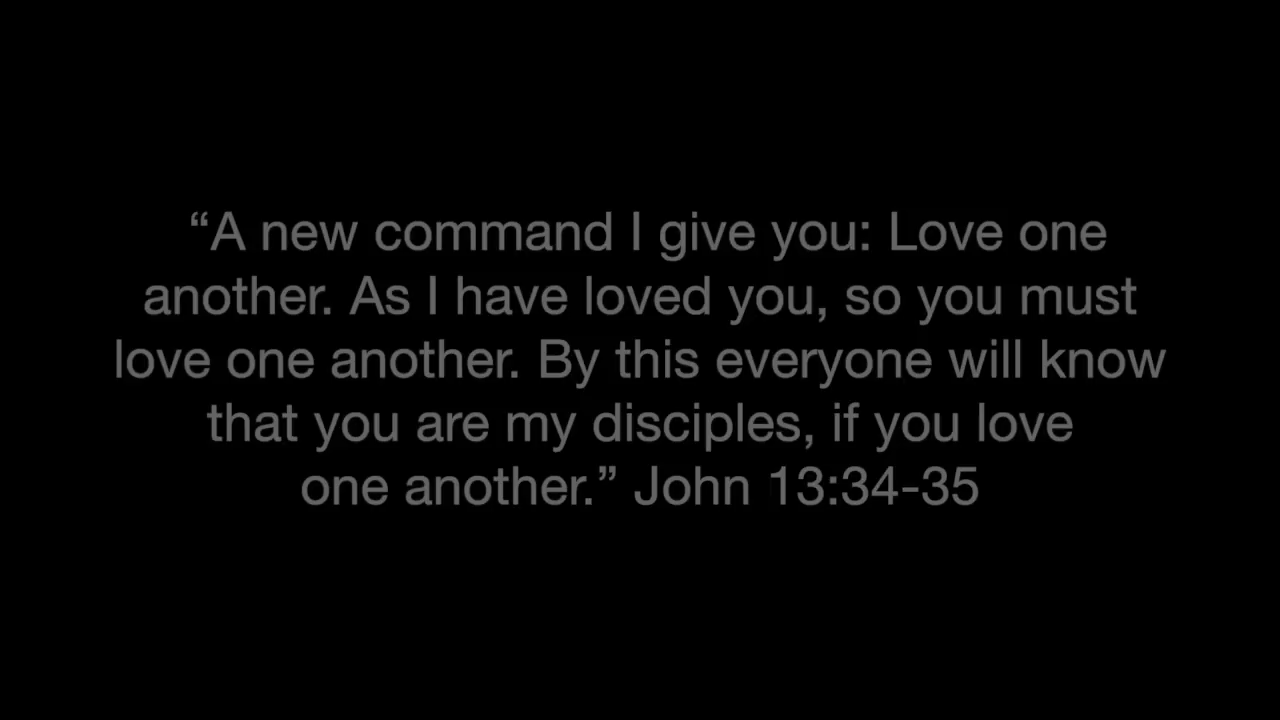 “A new command I give you: Love one
another. As I have loved you, so you must
love one another. By this everyone will know
that you are my disciples, if you love
one another.” John 13:34-35